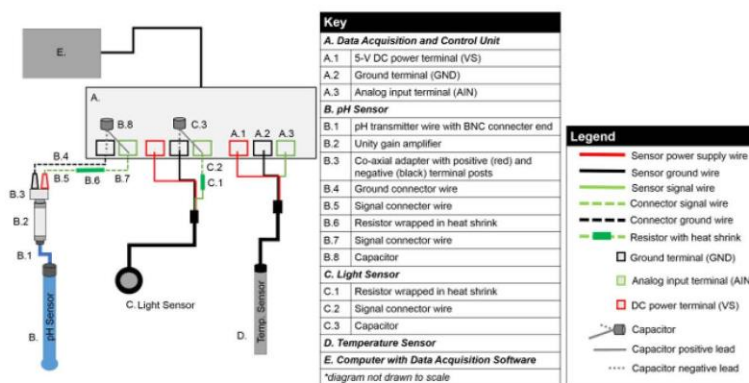 E.
A.
B.8
C.3
A.1
A.2
A.3
B.4
C.2
B.3
B.5
B.6
B.7
C.1
B.2
B.1
pH Sensor
B.
C. Light Sensor
Temp. Sensor
D.
Key
A. Data Acquisition and Control Unit
A.1 5-V DC power terminal (VS)
A.2 Ground terminal (GND)
A.3 Analog input terminal (AIN)
B. pH Sensor
B.1 pH transmitter wire with BNC connecter end
B.2 Unity gain amplifier
B.3 Co-axial adapter with positive (red) and
negative (black) terminal posts
B.4 Ground connector wire
B.5 Signal connecter wire
B.6 Resistor wrapped in heat shrink
B.7 Signal connector wire
B.8 Capacitor
C. Light Sensor
C.1 Resistor wrapped in heat shrink
C.2 Signal connector wire
C.3 Capacitor
D. Temperature Sensor
E. Computer with Data Acquisition Software
*diagram not drawn to scale
Legend
Sensor power supply wire
Sensor ground wire
Sensor signal wire
Connector signal wire
Connector ground wire
Resistor with heat shrink
Ground terminal (GND)
Analog input terminal (AIN
DC power terminal (VS)
Capacitor
Capacitor positive lead
Capacitor negative lead